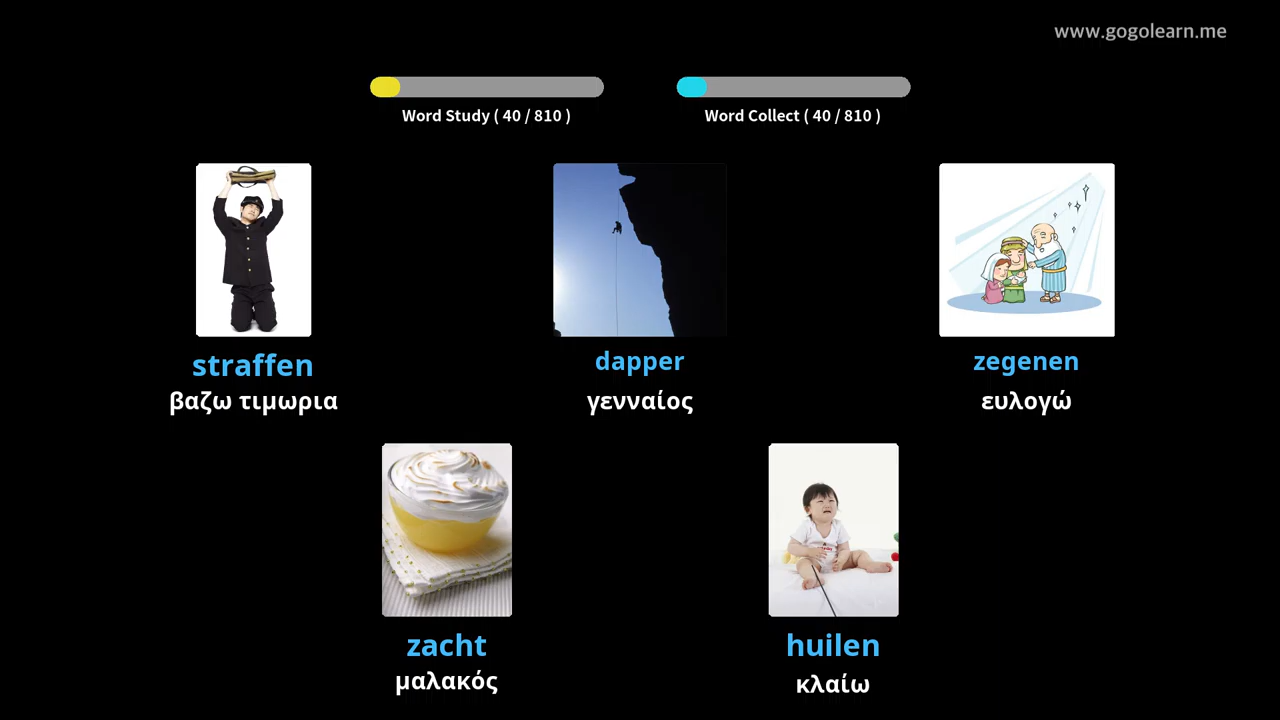 www.gogolearn.me
Word Study ( 40 / 810 )
Word Collect ( 40 / 810 )
straffen
βαζω τιμωρια
dapper
γενναίος
zegenen
ευλογώ
zacht
μαλακός
huilen
κλαίω